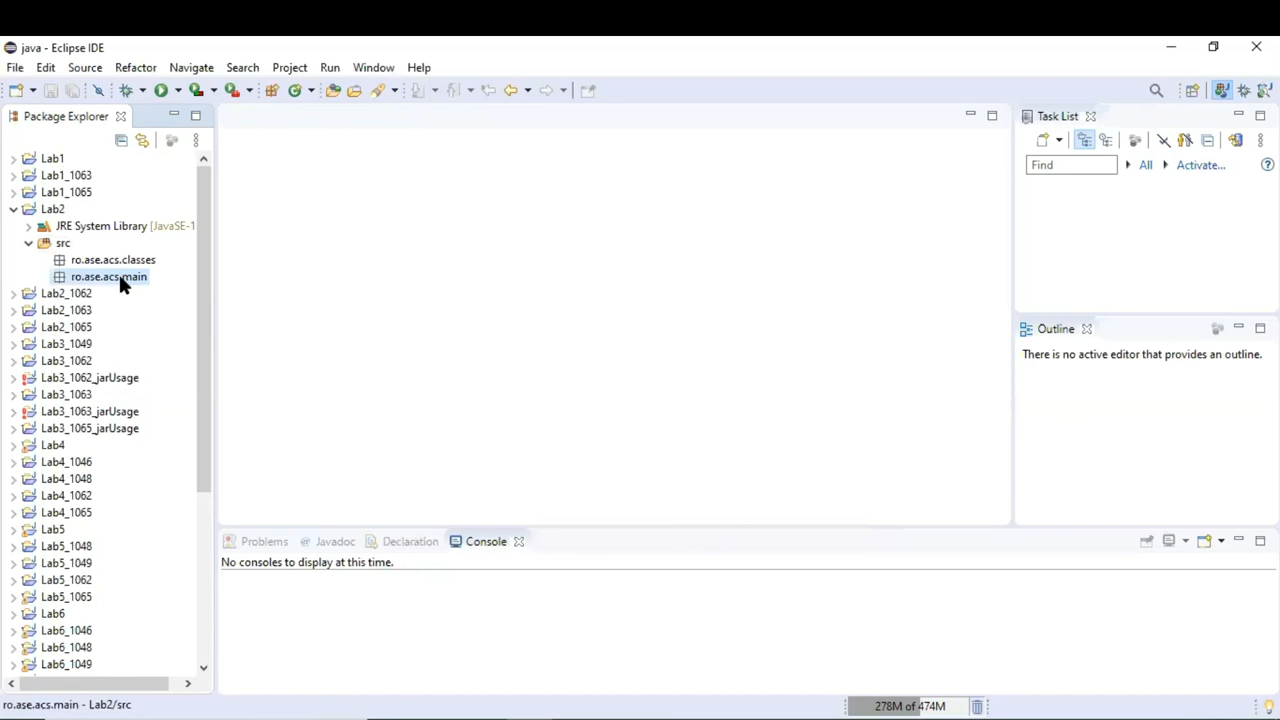 java - Eclipse IDE
File Edit Source Refactor Navigate Search Project Run Window Help
Package Explorer
Lab1
Lab1_1063
Lab1_1065
Lab2
JRE System Library [JavaSE-1
src
ro.ase.acs.classes
ro.ase.acs.main
Lab2_1062
Lab2_1063
Lab2_1065
Lab3_1049
Lab3_1062
Lab3_1062_jarUsage
Lab3_1063
Lab3_1063_jarUsage
Lab3_1065_jarUsage
Lab4
Lab4_1046
Lab4_1048
Lab4_1062
Lab4_1065
Lab5
Lab5_1048
Lab5_1049
Lab5_1062
Lab5_1065
Lab6
Lab6_1046
Lab6_1048
Lab6_1049
Task List
Find All Activate...
Outline
There is no active editor that provides an outline.
Problems @ Javadoc Declaration Console
No consoles to display at this time.
ro.ase.acs.main - Lab2/src
278M of 474M